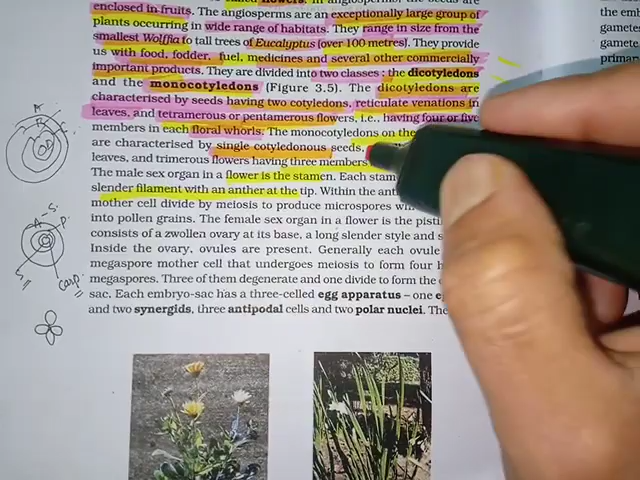 enclosed in fruits. The angiosperms are an exceptionally large group of
plants occurring in wide range of habitats. They range in size from the
smallest Wolffia to tall trees of Eucalyptus (over 100 metres). They provide
us with food, fodder, fuel, medicines and several other commercially
important products. They are divided into two classes : the dicotyledons
and the monocotyledons (Figure 3.5). The dicotyledons are
characterised by seeds having two cotyledons, reticulate venations in
leaves, and tetramerous or pentamerous flowers, i.e., having four or five
members in each floral whorls. The monocotyledons on the
are characterised by single cotyledonous seeds,
leaves, and trimerous flowers having three members
The male sex organ in a flower is the stamen. Each
slender filament with an anther at the tip. Within the
mother cell divide by meiosis to produce microspores
into pollen grains. The female sex organ in a flower is the
consists of a swollen ovary at its base, a long slender style and
Inside the ovary, ovules are present. Generally each ovule
megaspore mother cell that undergoes meiosis to form four
megaspores. Three of them degenerate and one divide to form the
sac. Each embryo-sac has a three-celled egg apparatus – one
and two synergids, three antipodal cells and two polar nuclei. The
the
gamete
gamete
primar
A
B
C
A
S
P
S
Carp